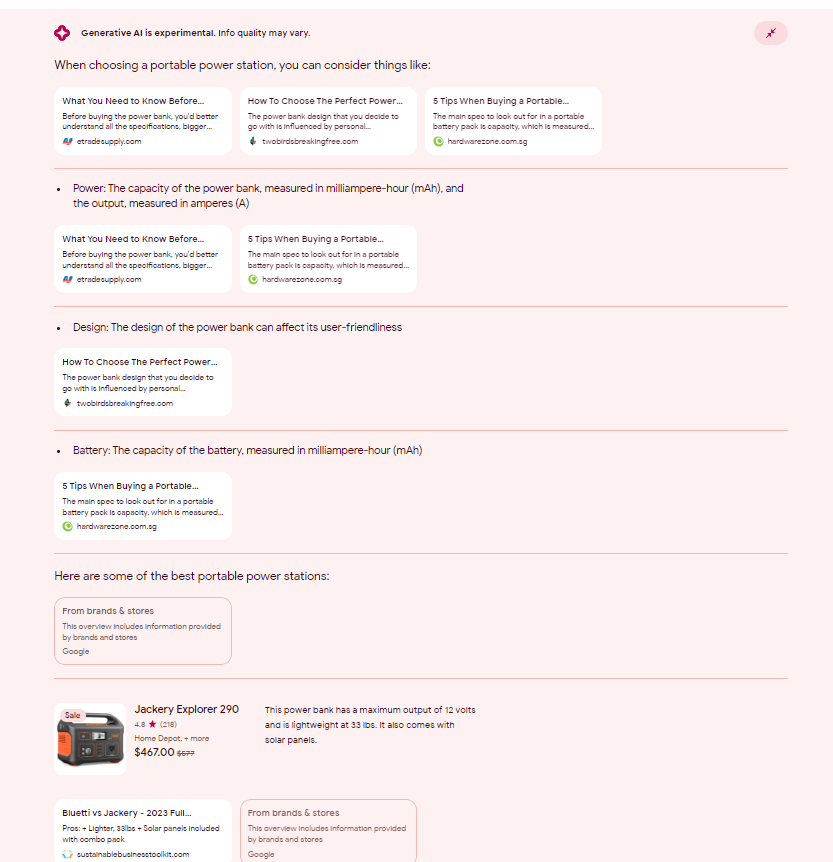 Generative AI is experimental. Info quality may vary.
When choosing a portable power station, you can consider things like:
What You Need to Know Before...
Before buying the power bank, you'd better
understand all the specifications, bigger...
etradesupply.com
How To Choose The Perfect Power...
The power bank design that you decide to
go with is influenced by personal...
twobirdsbreakingfree.com
5 Tips When Buying a Portable...
The main spec to look out for in a portable
battery pack is capacity, which is measured...
hardwarezone.com.sg
• Power: The capacity of the power bank, measured in milliampere-hour (mAh), and
the output, measured in amperes (A)
What You Need to Know Before...
Before buying the power bank, you'd better
understand all the specifications, bigger...
etradesupply.com
5 Tips When Buying a Portable...
The main spec to look out for in a portable
battery pack is capacity, which is measured...
hardwarezone.com.sg
• Design: The design of the power bank can affect its user-friendliness
How To Choose The Perfect Power...
The power bank design that you decide to
go with is influenced by personal...
twobirdsbreakingfree.com
• Battery: The capacity of the battery, measured in milliampere-hour (mAh)
5 Tips When Buying a Portable...
The main spec to look out for in a portable
battery pack is capacity, which is measured...
hardwarezone.com.sg
Here are some of the best portable power stations:
From brands & stores
This overview includes information provided
by brands and stores
Google
Sale
Jackery Explorer 290
4.8 ★ (218)
Home Depot, + more
$467.00 $577
This power bank has a maximum output of 12 volts
and is lightweight at 33 lbs. It also comes with
solar panels.
Bluetti vs Jackery - 2023 Full...
Pros: + Lighter, 33lbs + Solar panels included
with combo pack
sustainablebusinesstoolkit.com
From brands & stores
This overview includes information provided
by brands and stores
Google